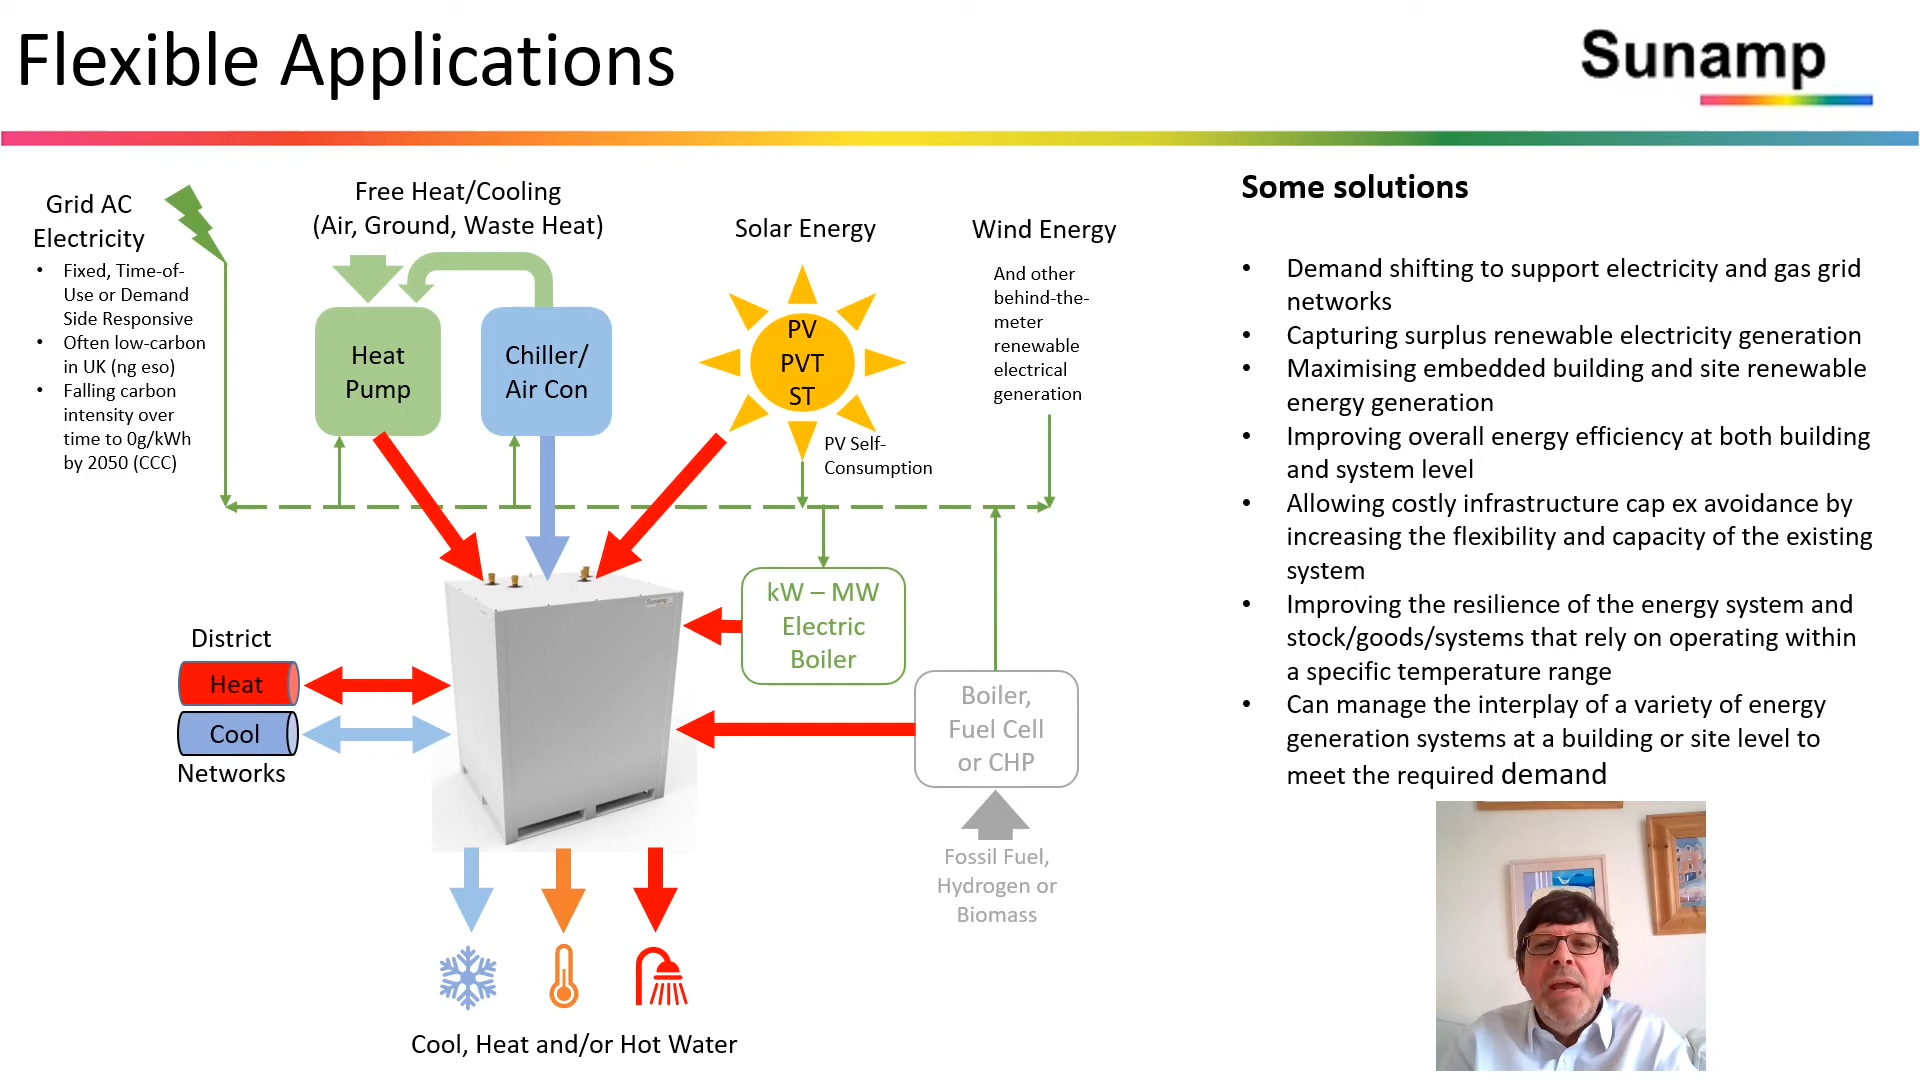 Flexible Applications
Sunamp
Grid AC
Electricity
• Fixed, Time-of-
Use or Demand
Side Responsive
• Often low-carbon
in UK (ng eso)
• Falling carbon
intensity over
time to 0g/kWh
by 2050 (CCC)
Free Heat/Cooling
(Air, Ground, Waste Heat)
Heat
Pump
Chiller/
Air Con
Solar Energy
PV
PVT
ST
PV Self-
Consumption
Wind Energy
And other
behind-the-
meter
renewable
electrical
generation
kW – MW
Electric
Boiler
Boiler,
Fuel Cell
or CHP
Fossil Fuel,
Hydrogen or
Biomass
District
Heat
Cool
Networks
Sunamp
Cool, Heat and/or Hot Water
Some solutions
• Demand shifting to support electricity and gas grid
networks
• Capturing surplus renewable electricity generation
• Maximising embedded building and site renewable
energy generation
• Improving overall energy efficiency at both building
and system level
• Allowing costly infrastructure cap ex avoidance by
increasing the flexibility and capacity of the existing
system
• Improving the resilience of the energy system and
stock/goods/systems that rely on operating within
a specific temperature range
• Can manage the interplay of a variety of energy
generation systems at a building or site level to
meet the required demand